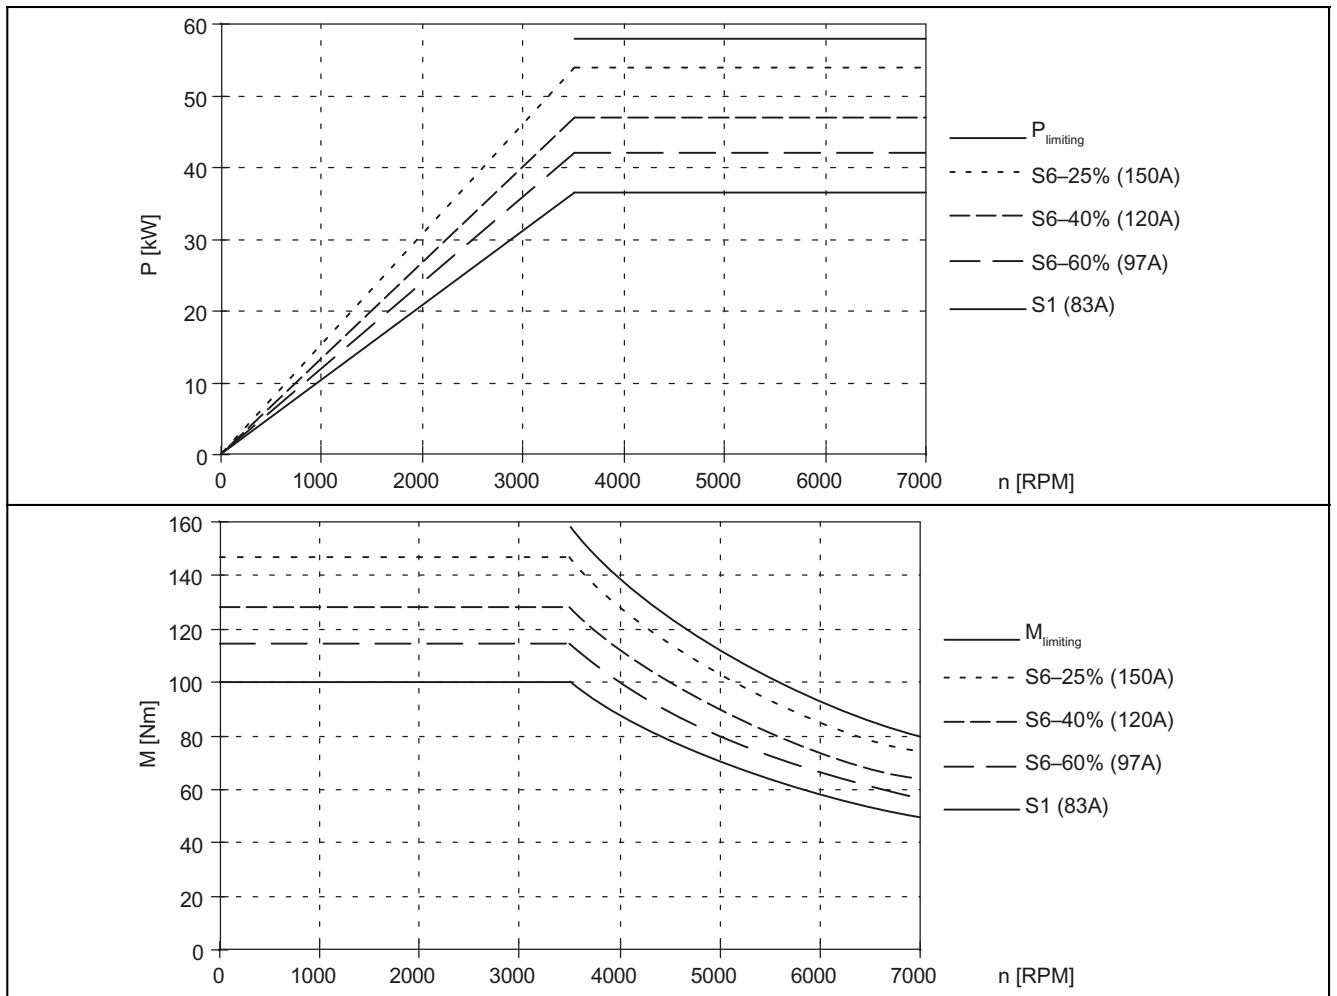 60
50
40
30
20
10
0
P [kW]
0 1000 2000 3000 4000 5000 6000 7000 n [RPM]
P limiting
S6–25% (150A)
S6–40% (120A)
S6–60% (97A)
S1 (83A)
160
140
120
100
80
60
40
20
0
M [Nm]
0 1000 2000 3000 4000 5000 6000 7000 n [RPM]
M limiting
S6–25% (150A)
S6–40% (120A)
S6–60% (97A)
S1 (83A)